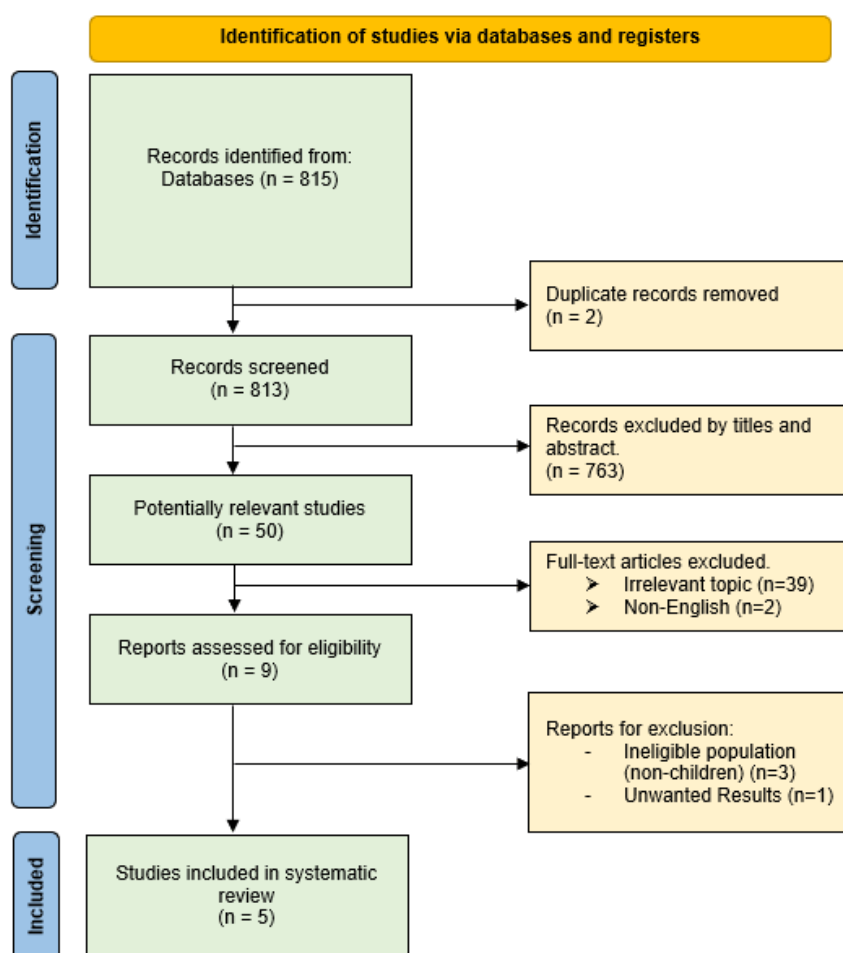 Identification of studies via databases and registers
Identification
Records identified from:
Databases (n = 815)
Duplicate records removed
(n = 2)
Screening
Records screened
(n = 813)
Records excluded by titles and
abstract.
(n = 763)
Potentially relevant studies
(n = 50)
Full-text articles excluded.
➢ Irrelevant topic (n=39)
➢ Non-English (n=2)
Reports assessed for eligibility
(n = 9)
Reports for exclusion:
- Ineligible population
(non-children) (n=3)
- Unwanted Results (n=1)
Included
Studies included in systematic
review
(n = 5)